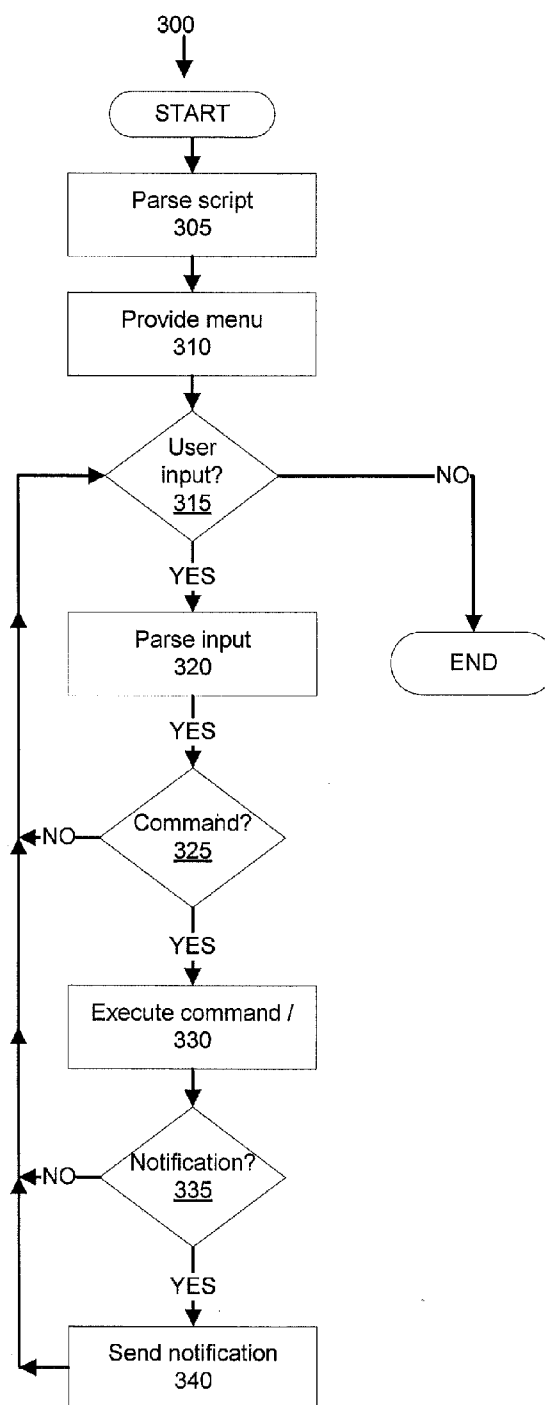 300
START
Parse script
305
Provide menu
310
User
input?
315
NO
YES
Parse input
320
END
YES
Command?
325
NO
YES
Execute command /
330
Notification?
335
NO
YES
Send notification
340